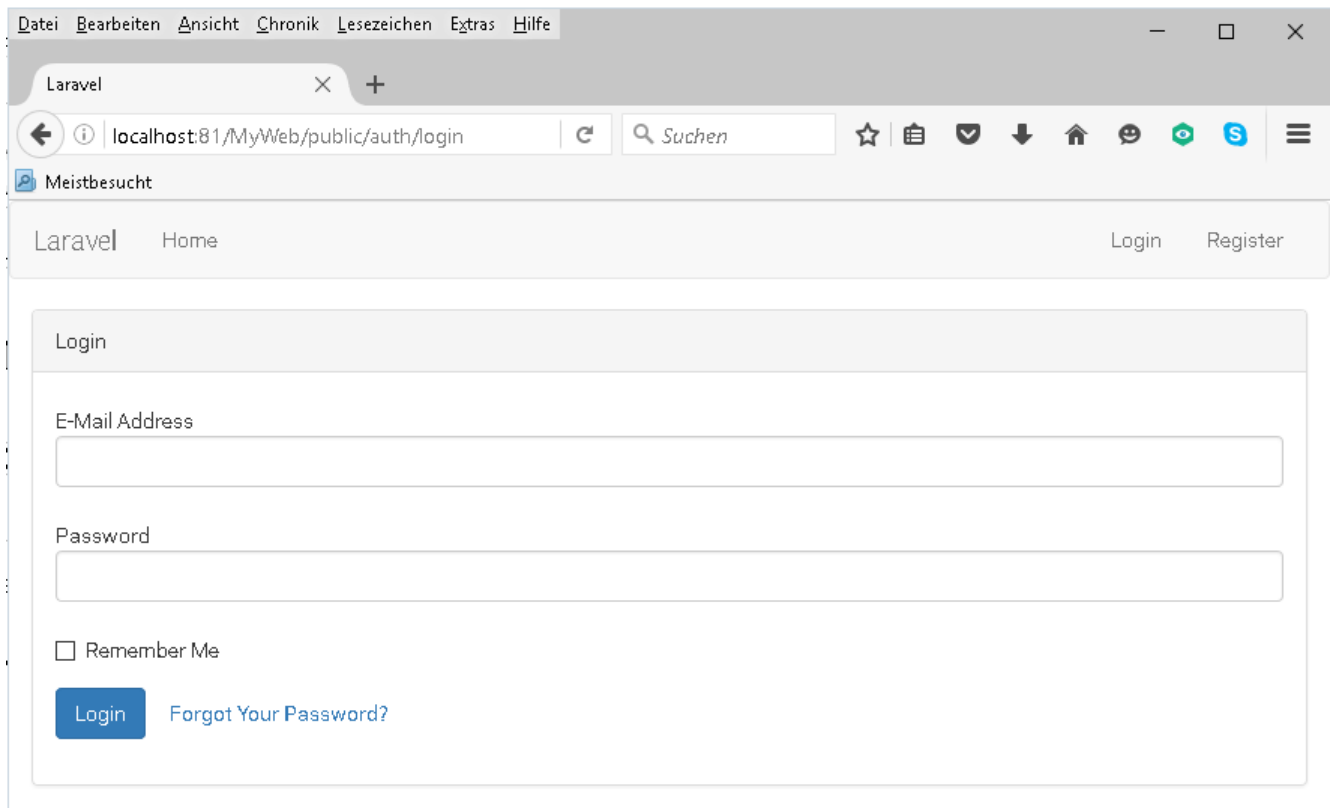 Datei Bearbeiten Ansicht Chronik Lesezeichen Extras Hilfe
Laravel
localhost:81/MyWeb/public/auth/login Suchen
Meistbesucht
Laravel Home Login Register
Login
E-Mail Address
Password
Remember Me
Login Forgot Your Password?